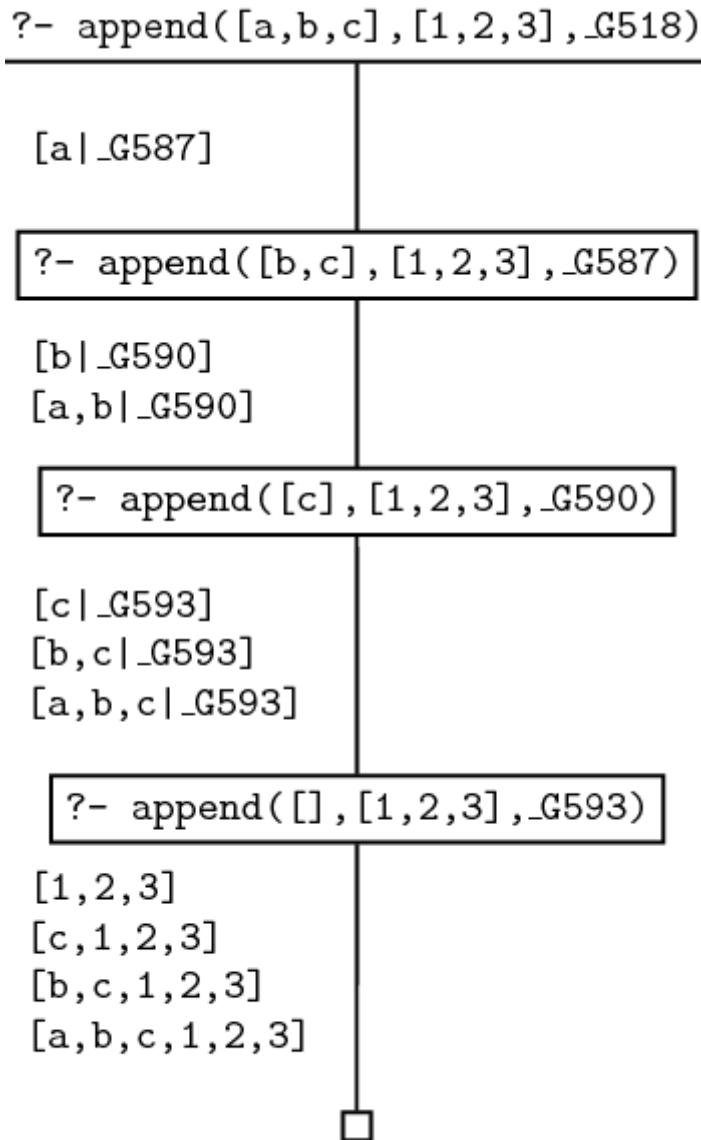 ?- append([a,b,c],[1,2,3],_G518)
[a|_G587]
?- append([b,c],[1,2,3],_G587)
[b|_G590]
[a,b|_G590]
?- append([c],[1,2,3],_G590)
[c|_G593]
[b,c|_G593]
[a,b,c|_G593]
?- append([],[1,2,3],_G593)
[1,2,3]
[c,1,2,3]
[b,c,1,2,3]
[a,b,c,1,2,3]